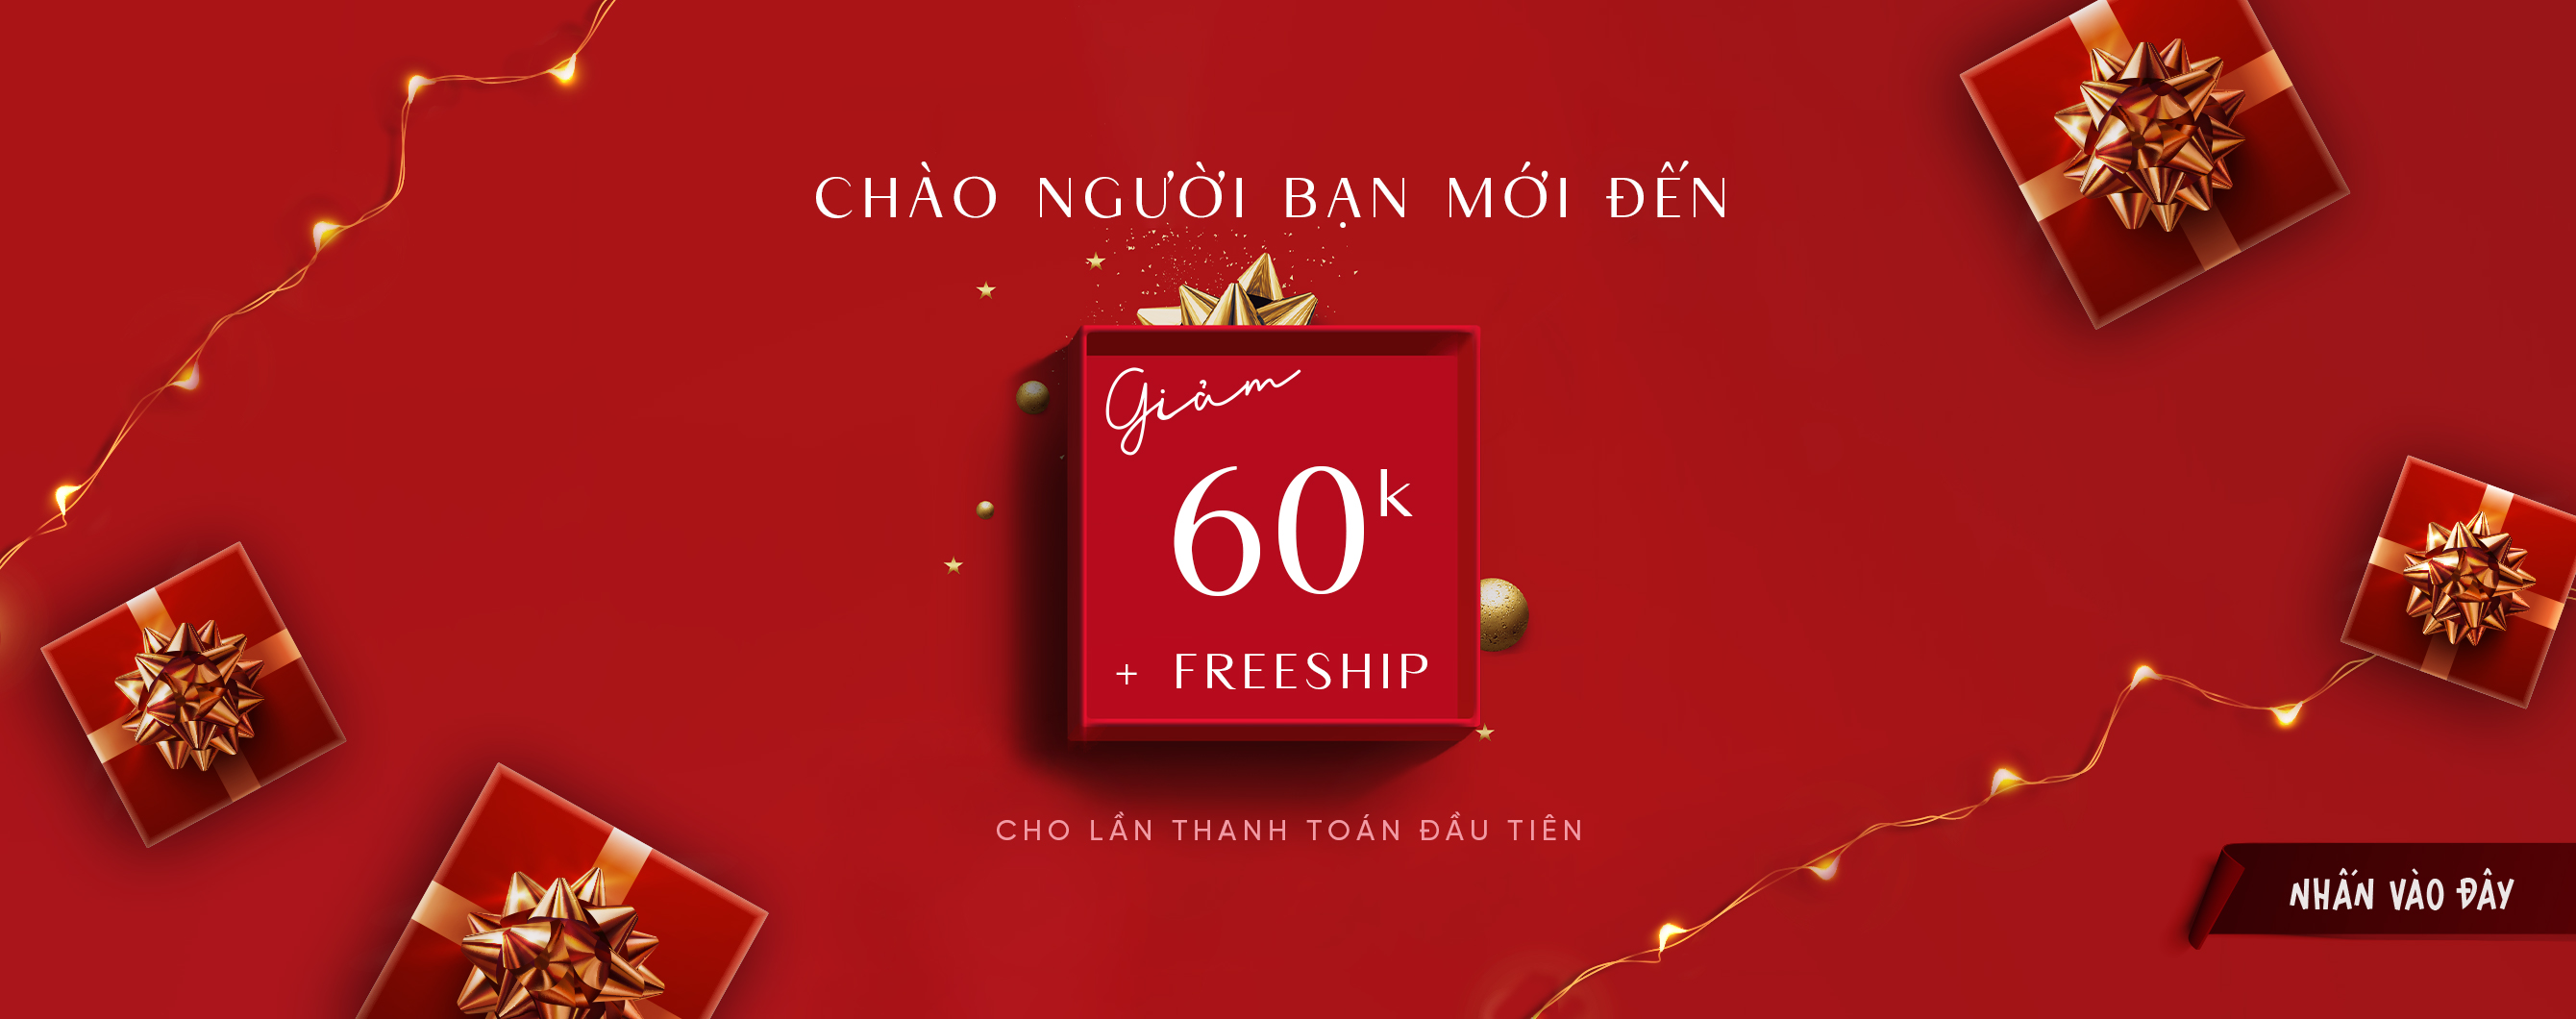 CHÀO NGƯỜI BẠN MỚI ĐẾN
Giảm
60k
+ FREESHIP
CHO LẦN THANH TOÁN ĐẦU TIÊN
NHẤN VÀO ĐÂY